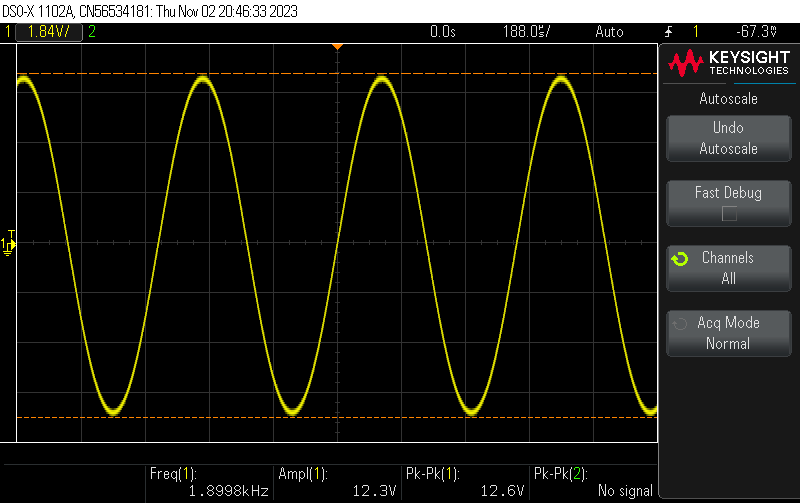 DSO-X 1102A, CN56534181: Thu Nov 02 20:46:33 2023
1 1.84V/ 2 0.0s 188.0µs/ Auto 1 -67.3mV
KEYSIGHT
TECHNOLOGIES
Autoscale
Undo
Autoscale
Fast Debug
Channels
All
Acq Mode
Normal
T
1
Freq(1): Ampl(1): Pk-Pk(1): Pk-Pk(2):
1.8998kHz 12.3V 12.6V No signal